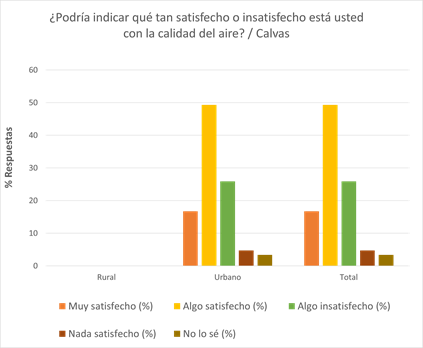 ¿Podría indicar qué tan satisfecho o insatisfecho está usted
con la calidad del aire? / Calvas
60
50
40
30
20
10
0
% Respuestas
Rural
Urbano
Total
Muy satisfecho (%)
Algo satisfecho (%)
Algo insatisfecho (%)
Nada satisfecho (%)
No lo sé (%)